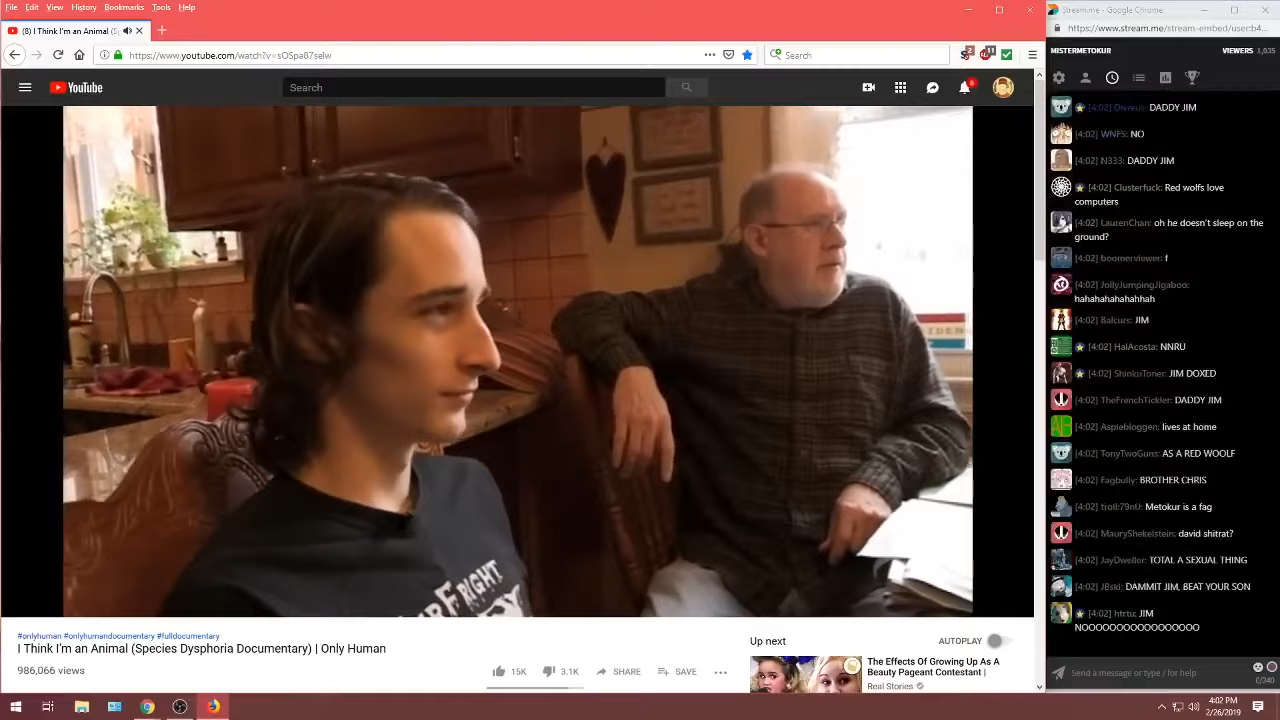 File Edit View History Bookmarks Tools Help
Stream.me - Google Chrome
(8) I Think I'm an Animal (S
https://www.stream.me/stream-embed/user:b4...
https://www.youtube.com/watch?v=sOSpa87selw
Search
MISTERMETOKUR
VIEWERS 1,035
YouTube
Search
[4:02] DADDY JIM
[4:02] WNFS: NO
[4:02] N333: DADDY JIM
[4:02] Clusterfuck: Red wolfs love
computers
[4:02] LaurenChan: oh he doesn't sleep on the
ground?
[4:02] boomerviewer: f
[4:02] JollyJumpingJigaboo:
hahahahahahahhah
[4:02] Balcurs: JIM
[4:02] HalAcosta: NNRU
[4:02] ShinkuToner: JIM DOXED
[4:02] TheFrenchTickler: DADDY JIM
[4:02] Aspiebloggen: lives at home
[4:02] TonyTwoGuns: AS A RED WOOLF
[4:02] Fagbully: BROTHER CHRIS
[4:02] troll:79nU: Metokur is a fag
[4:02] MauryShekelstein: david shitrat?
[4:02] JayDweller: TOTAL A SEXUAL THING
[4:02] JBski: DAMMIT JIM, BEAT YOUR SON
[4:02] htrtu: JIM
NOOOOOOOOOOOOOOOOO
FRIGHT
#onlyhuman #onlyhumandocumentary #fulldocumentary
I Think I'm an Animal (Species Dysphoria Documentary) | Only Human
986,066 views
15K 3.1K SHARE SAVE
Up next
AUTOPLAY
The Effects Of Growing Up As A
Beauty Pageant Contestant |
Real Stories
Send a message or type / for help
0/240
4:02 PM
2/26/2019